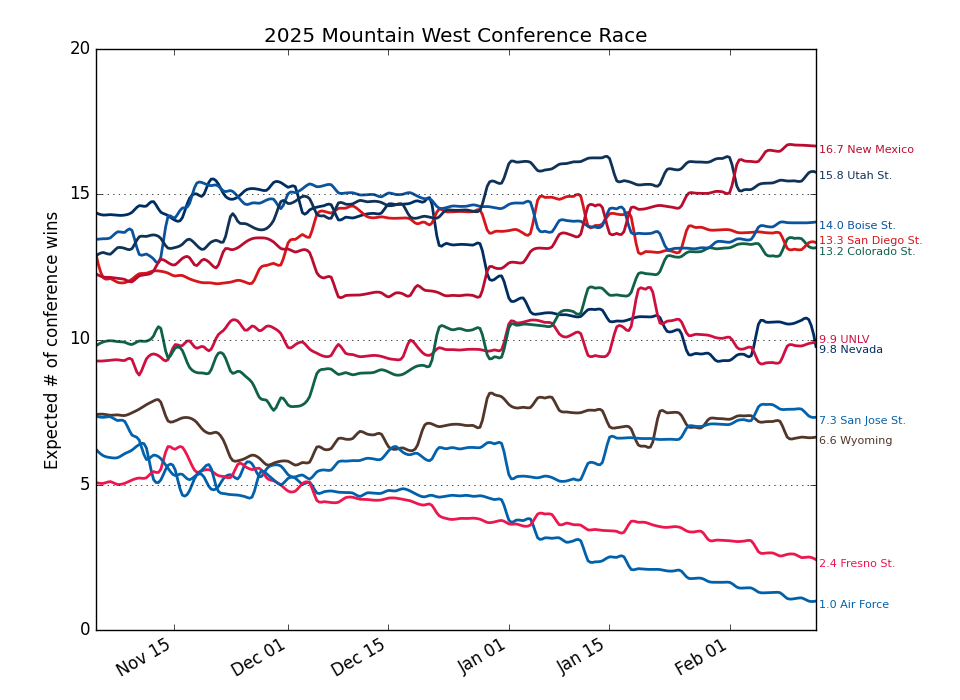 2025 Mountain West Conference Race
Expected # of conference wins
20
15
10
5
0
16.7 New Mexico
15.8 Utah St.
14.0 Boise St.
13.3 San Diego St.
13.2 Colorado St.
9.9 UNLV
9.8 Nevada
7.3 San Jose St.
6.6 Wyoming
2.4 Fresno St.
1.0 Air Force
Nov 15
Dec 01
Dec 15
Jan 01
Jan 15
Feb 01